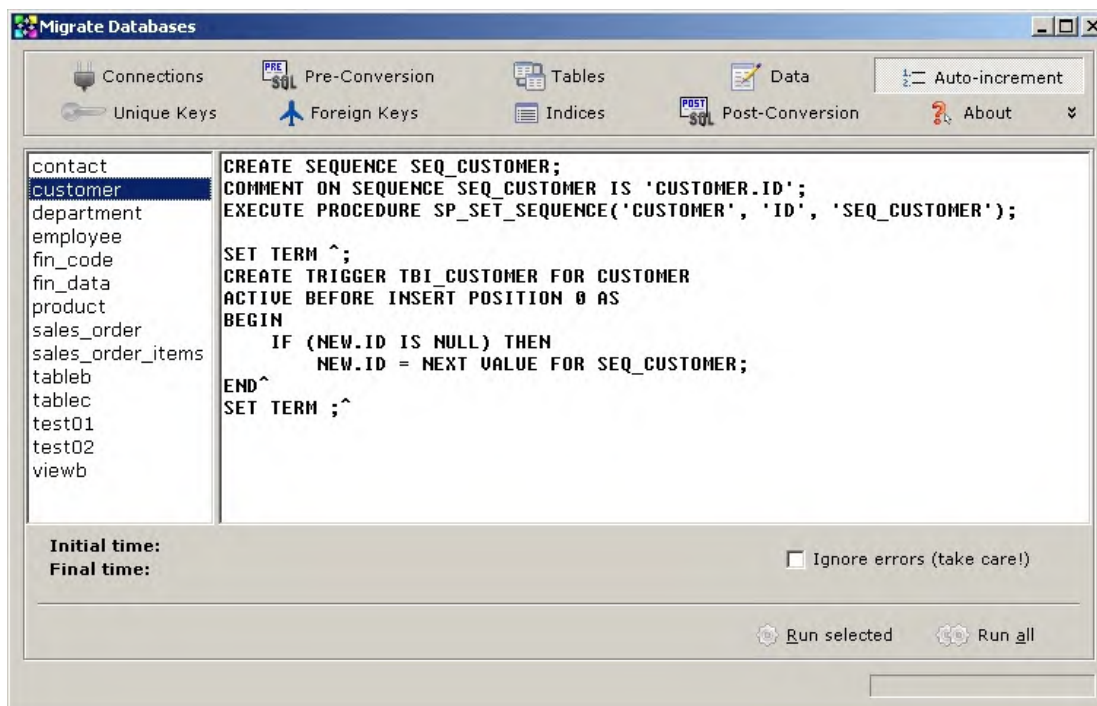 Migrate Databases
Connections
Pre-Conversion
Tables
Data
Auto-increment
Unique Keys
Foreign Keys
Indices
Post-Conversion
About
contact
customer
department
employee
fin_code
fin_data
product
sales_order
sales_order_items
tableb
tablec
test01
test02
viewb
CREATE SEQUENCE SEQ_CUSTOMER;
COMMENT ON SEQUENCE SEQ_CUSTOMER IS 'CUSTOMER.ID';
EXECUTE PROCEDURE SP_SET_SEQUENCE('CUSTOMER', 'ID', 'SEQ_CUSTOMER');
SET TERM ^;
CREATE TRIGGER TBI_CUSTOMER FOR CUSTOMER
ACTIVE BEFORE INSERT POSITION 0 AS
BEGIN
IF (NEW.ID IS NULL) THEN
NEW.ID = NEXT VALUE FOR SEQ_CUSTOMER;
END^
SET TERM ;^
Initial time:
Final time:
Ignore errors (take care!)
Run selected
Run all
PRE SQL
POST SQL